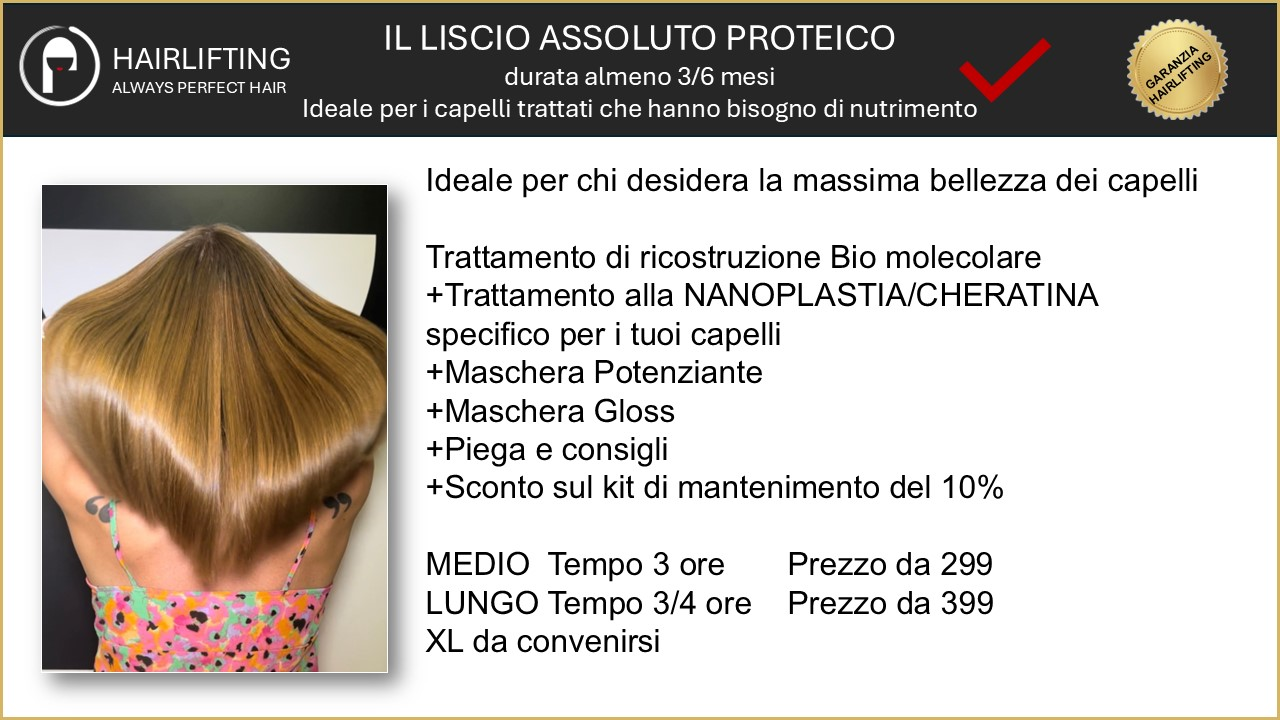 HAIRLIFTING
ALWAYS PERFECT HAIR
IL LISCIO ASSOLUTO PROTEICO
durata almeno 3/6 mesi
Ideale per i capelli trattati che hanno bisogno di nutrimento
GARANZIA
HAIRLIFTING
Ideale per chi desidera la massima bellezza dei capelli
Trattamento di ricostruzione Bio molecolare
+Trattamento alla NANOPLASTIA/CHERATINA
specifico per i tuoi capelli
+Maschera Potenziante
+Maschera Gloss
+Piega e consigli
+Sconto sul kit di mantenimento del 10%
MEDIO Tempo 3 ore Prezzo da 299
LUNGO Tempo 3/4 ore Prezzo da 399
XL da convenirsi